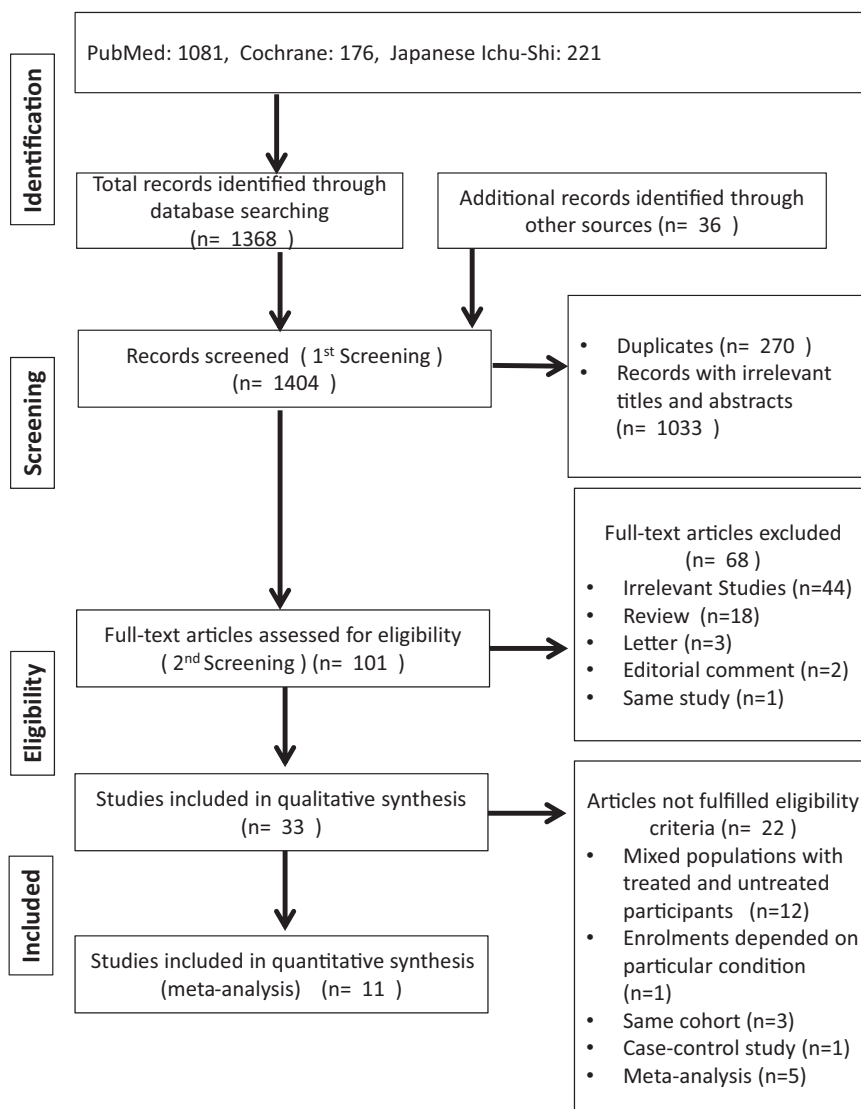 Identification
PubMed: 1081, Cochrane: 176, Japanese Ichu-Shi: 221
Total records identified through
database searching
(n= 1368 )
Additional records identified through
other sources (n= 36 )
Screening
Records screened ( 1st Screening )
(n= 1404 )
• Duplicates (n= 270 )
• Records with irrelevant
titles and abstracts
(n= 1033 )
Eligibility
Full-text articles assessed for eligibility
( 2nd Screening ) (n= 101 )
Full-text articles excluded
(n= 68 )
• Irrelevant Studies (n=44)
• Review (n=18)
• Letter (n=3)
• Editorial comment (n=2)
• Same study (n=1)
Included
Studies included in qualitative synthesis
(n= 33 )
Articles not fulfilled eligibility
criteria (n= 22 )
• Mixed populations with
treated and untreated
participants (n=12)
• Enrolments depended on
particular condition
(n=1)
• Same cohort (n=3)
• Case-control study (n=1)
• Meta-analysis (n=5)
Studies included in quantitative synthesis
(meta-analysis) (n= 11 )